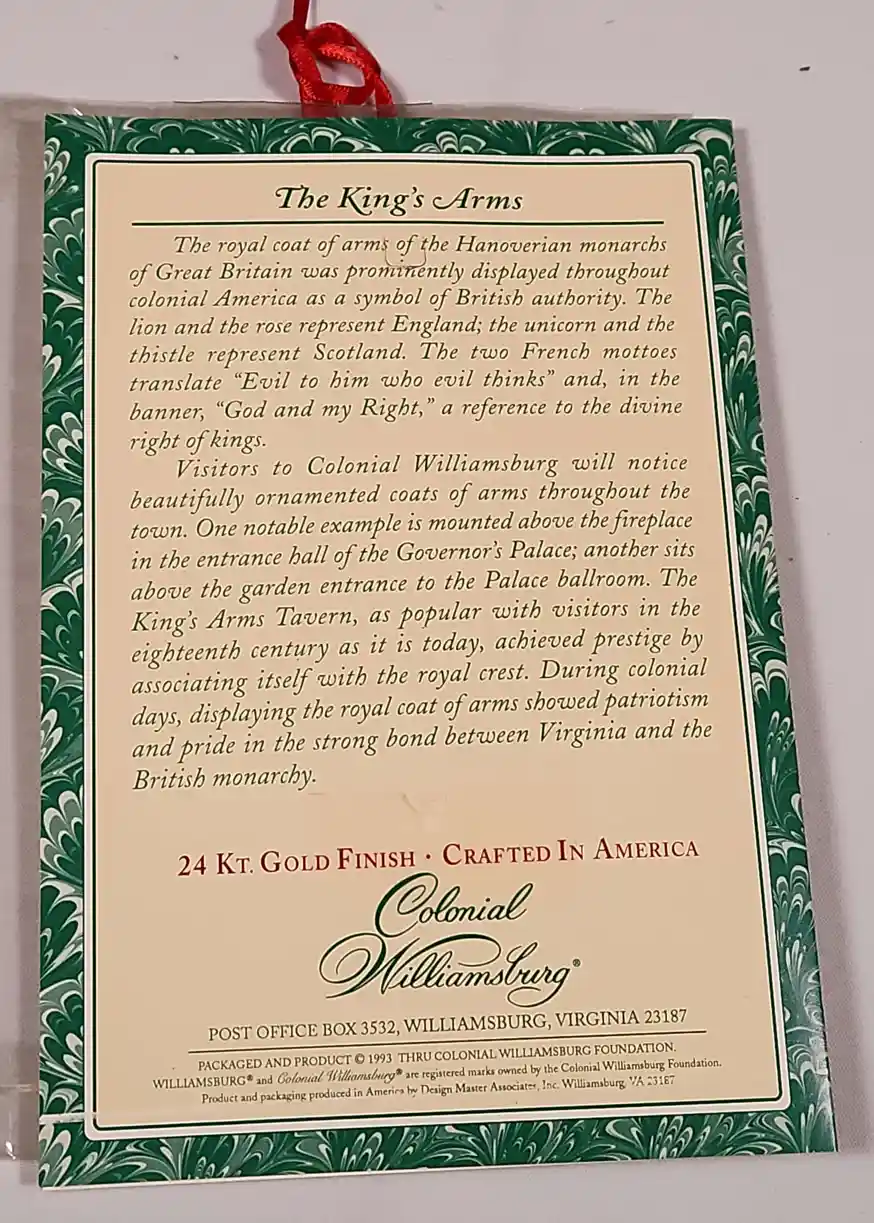 The King's Arms
The royal coat of arms of the Hanoverian monarchs
of Great Britain was prominently displayed throughout
colonial America as a symbol of British authority. The
lion and the rose represent England; the unicorn and the
thistle represent Scotland. The two French mottoes
translate “Evil to him who evil thinks” and, in the
banner, “God and my Right,” a reference to the divine
right of kings.
Visitors to Colonial Williamsburg will notice
beautifully ornamented coats of arms throughout the
town. One notable example is mounted above the fireplace
in the entrance hall of the Governor's Palace; another sits
above the garden entrance to the Palace ballroom. The
King's Arms Tavern, as popular with visitors in the
eighteenth century as it is today, achieved prestige by
associating itself with the royal crest. During colonial
days, displaying the royal coat of arms showed patriotism
and pride in the strong bond between Virginia and the
British monarchy.
24 KT. GOLD FINISH · CRAFTED IN AMERICA
Colonial
Williamsburg®
POST OFFICE BOX 3532, WILLIAMSBURG, VIRGINIA 23187
PACKAGED AND PRODUCT © 1993 THRU COLONIAL WILLIAMSBURG FOUNDATION.
WILLIAMSBURG® and Colonial Williamsburg® are registered marks owned by the Colonial Williamsburg Foundation.
Product and packaging produced in America by Design Master Associates, Inc. Williamsburg, VA 23187